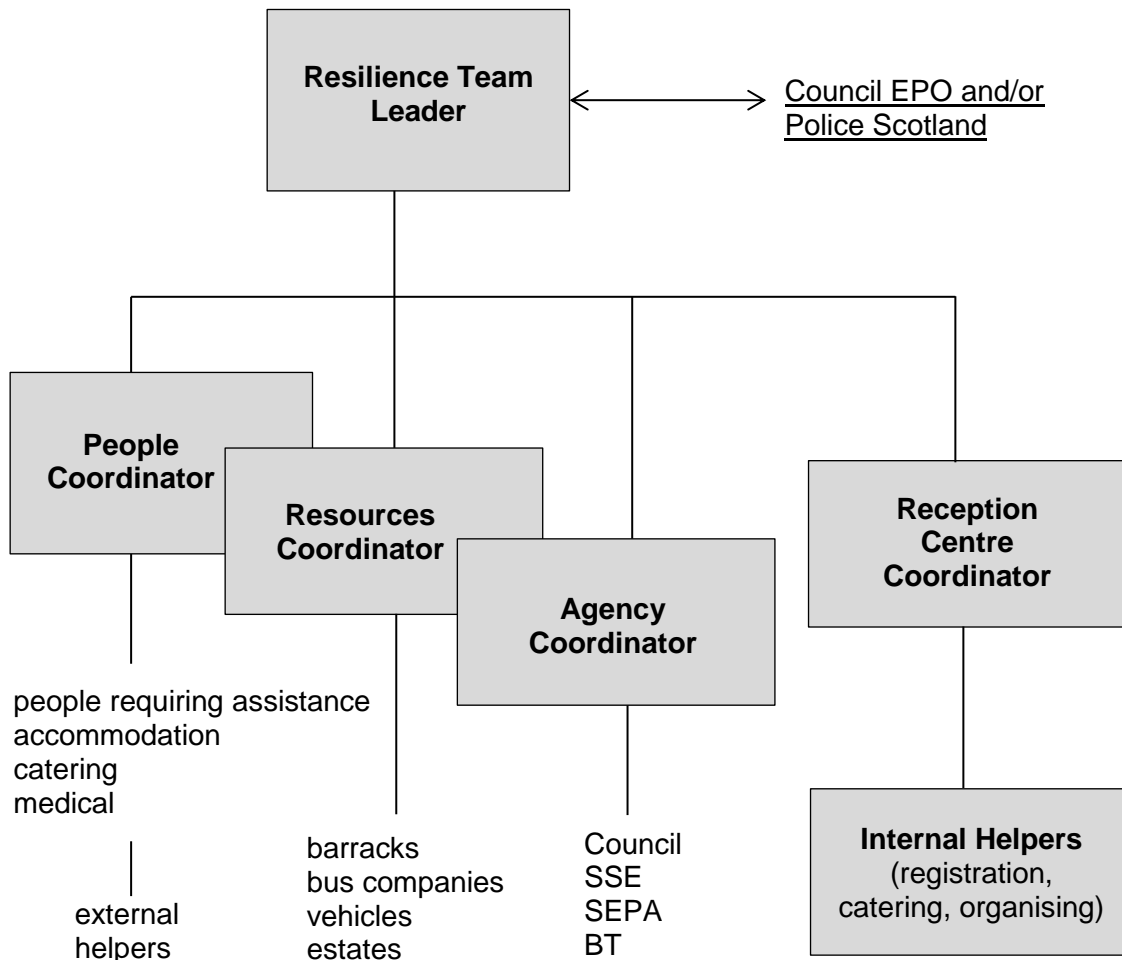 Resilience Team
Leader
Council EPO and/or
Police Scotland
People
Coordinator
Resources
Coordinator
Agency
Coordinator
Reception
Centre
Coordinator
people requiring assistance
accommodation
catering
medical
external
helpers
barracks
bus companies
vehicles
estates
Council
SSE
SEPA
BT
Internal Helpers
(registration,
catering, organising)